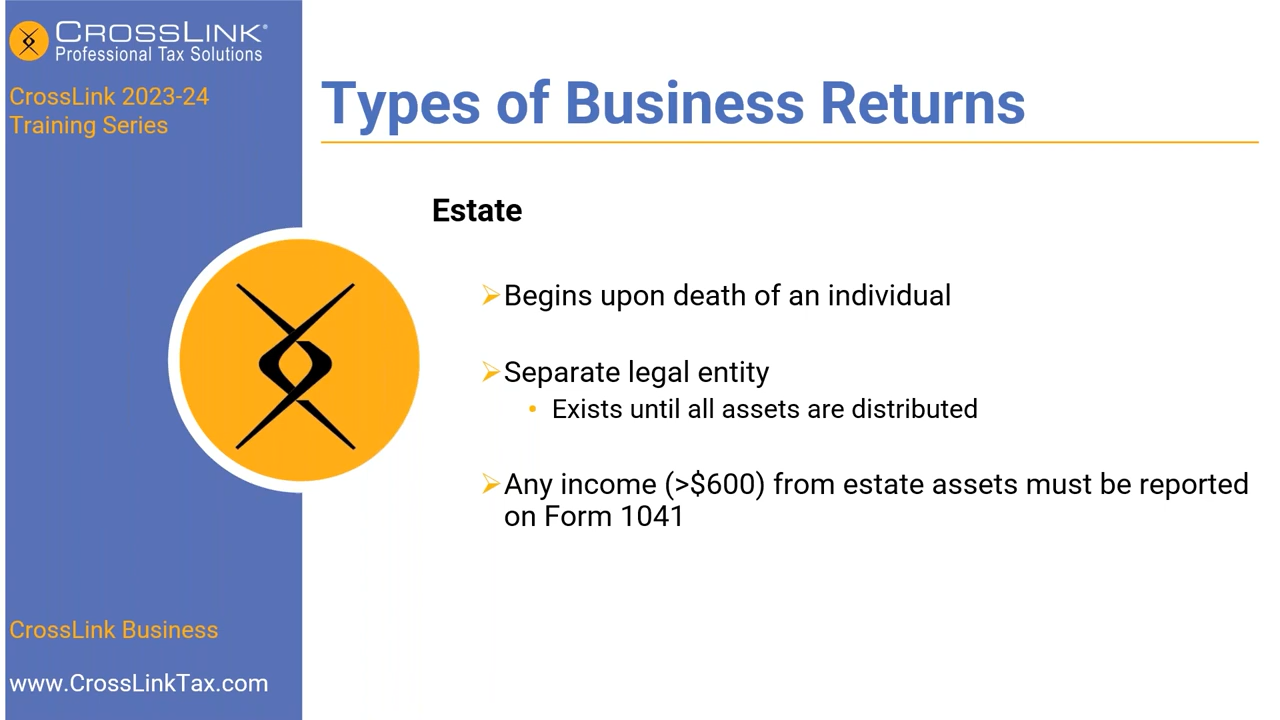 CROSSLINK®
Professional Tax Solutions
CrossLink 2023-24
Training Series
Types of Business Returns
Estate
Begins upon death of an individual
Separate legal entity
Exists until all assets are distributed
Any income (>$600) from estate assets must be reported
on Form 1041
CrossLink Business
www.CrossLinkTax.com